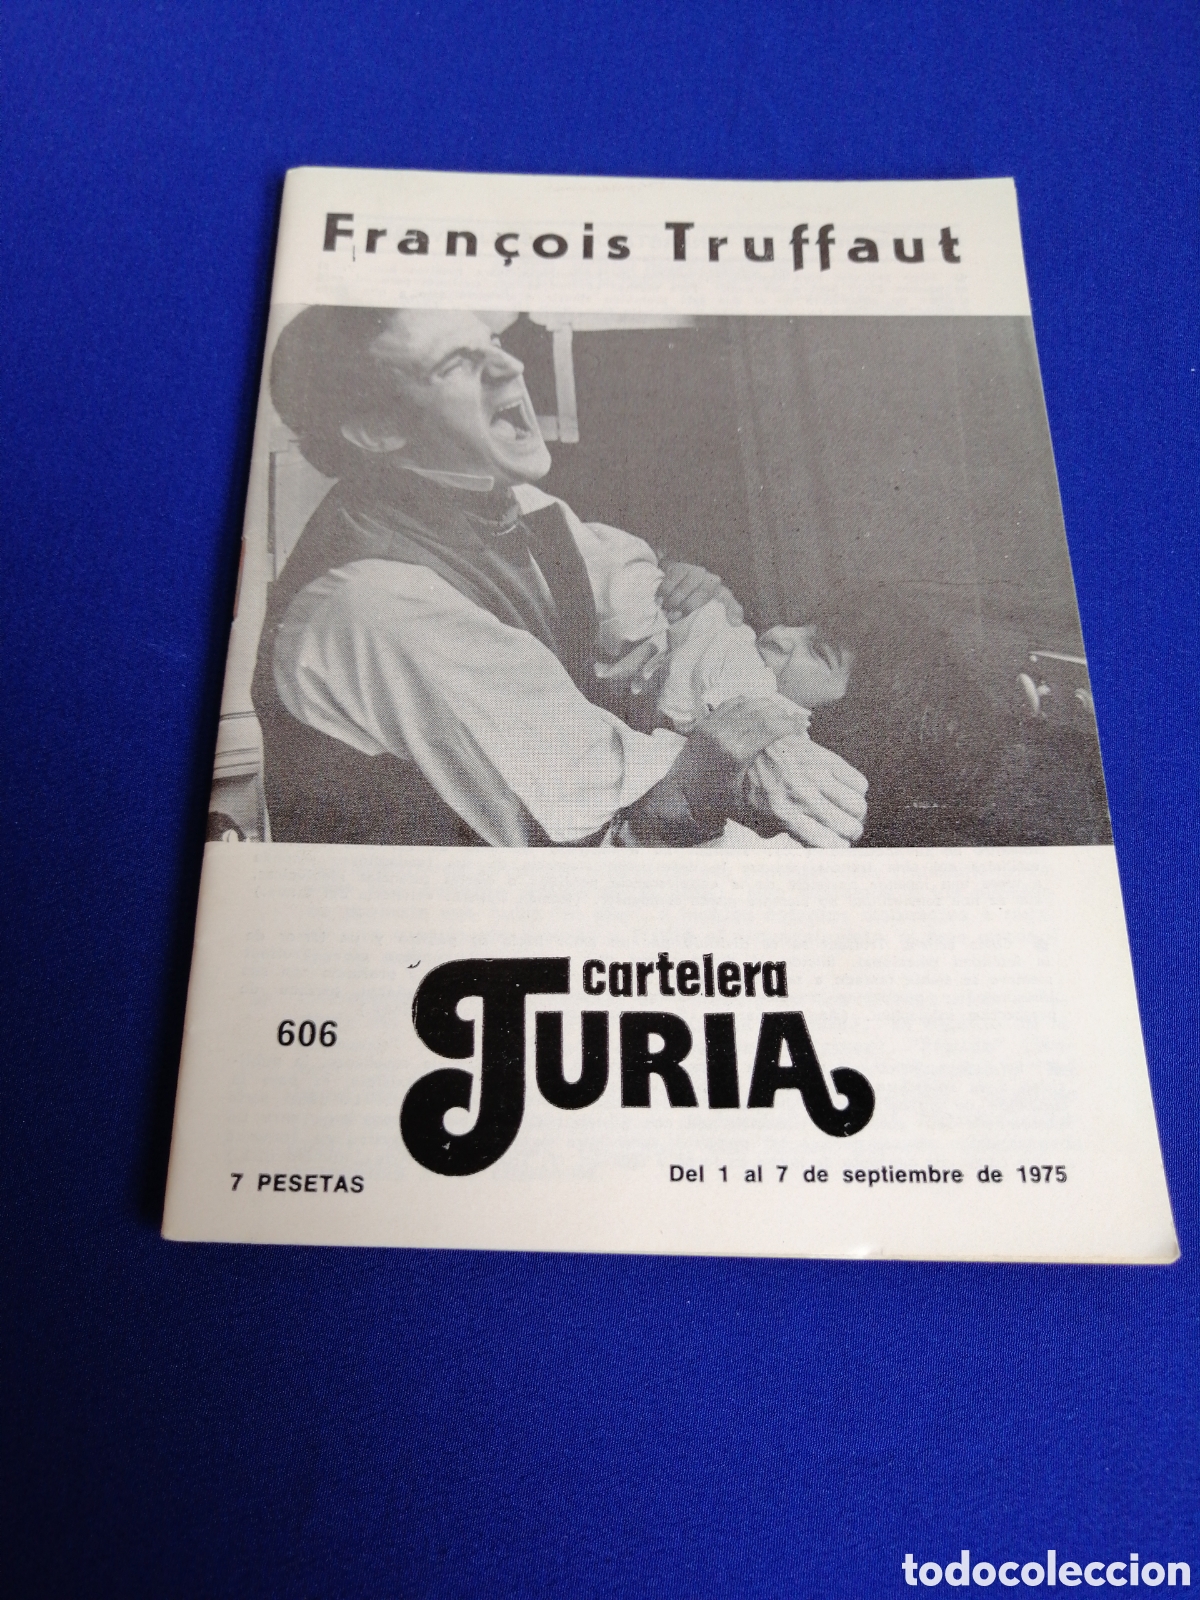 François Truffaut
cartelera
TURIA
606
7 PESETAS
Del 1 al 7 de septiembre de 1975
todocoleccion